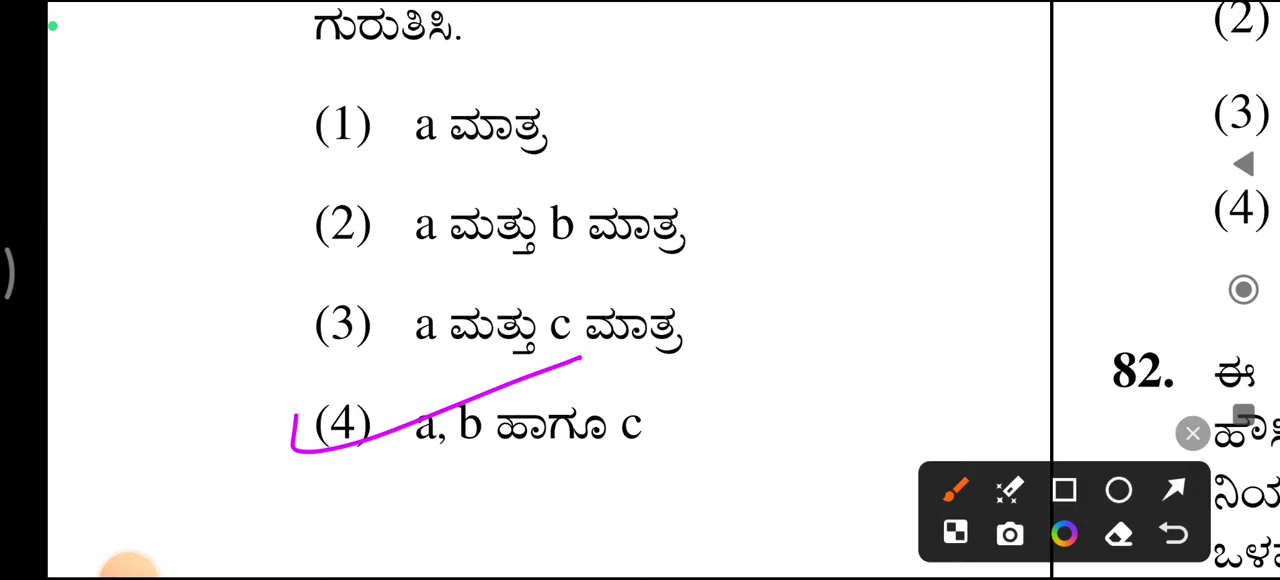 ಗುರುತಿಸಿ.
(1) a ಮಾತ್ರ
(2) a ಮತ್ತು b ಮಾತ್ರ
(3) a ಮತ್ತು c ಮಾತ್ರ
(4) a, b ಹಾಗೂ c
(2)
(3)
(4)
82. ಈ